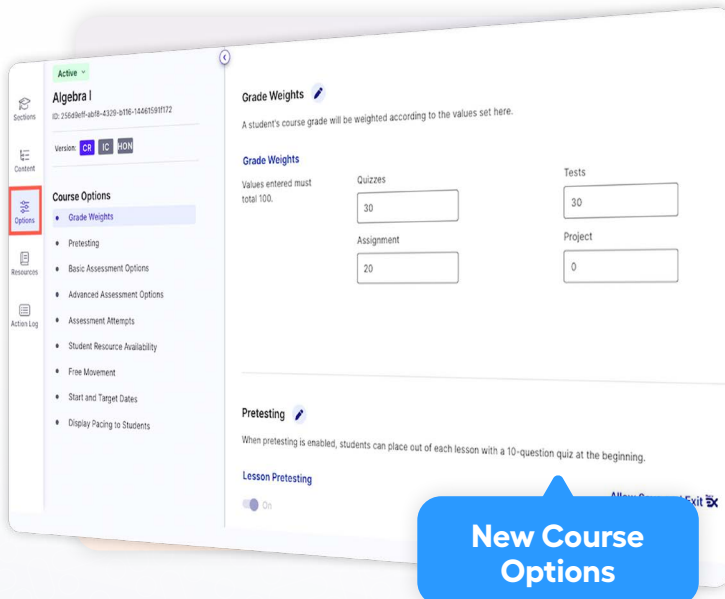 Active
Algebra I
ID: 256d9eff-abf8-4329-b116-14461591f172
Version: CR IC HON
Sections
Content
Options
Resources
Action Log
Course Options
Grade Weights
Pretesting
Basic Assessment Options
Advanced Assessment Options
Assessment Attempts
Student Resource Availability
Free Movement
Start and Target Dates
Display Pacing to Students
Grade Weights
A student's course grade will be weighted according to the values set here.
Grade Weights
Values entered must
total 100.
Quizzes
30
Tests
30
Assignment
20
Project
0
Pretesting
When pretesting is enabled, students can place out of each lesson with a 10-question quiz at the beginning.
Lesson Pretesting
On
Exit
New Course
Options